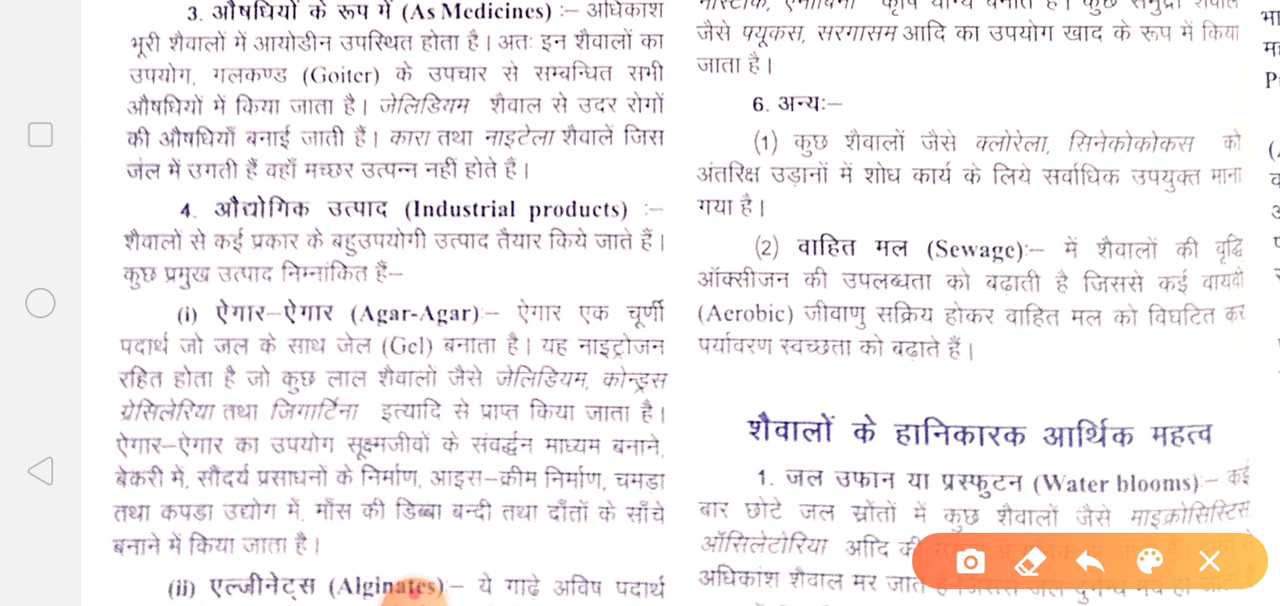 3. औषधियों के रूप में (As Medicines) :– अधिकांश
भूरी शैवालों में आयोडीन उपस्थित होता है। अतः इन शैवालों का
उपयोग, गलकण्ड (Goiter) के उपचार से सम्बन्धित सभी
औषधियों में किया जाता है। जेलिडियम शैवाल से उदर रोगों
की औषधियाँ बनाई जाती हैं। कारा तथा नाइटेला शैवालें जिस
जल में उगती हैं वहाँ मच्छर उत्पन्न नहीं होते हैं।
4. औद्योगिक उत्पाद (Industrial products) :–
शैवालों से कई प्रकार के बहुउपयोगी उत्पाद तैयार किये जाते हैं।
कुछ प्रमुख उत्पाद निम्नांकित हैं–
(i) ऐगार–ऐगार (Agar-Agar):– ऐगार एक चूर्णी
पदार्थ जो जल के साथ जेल (Gel) बनाता है। यह नाइट्रोजन
रहित होता है जो कुछ लाल शैवालों जैसे जेलिडियम, कोन्ड्रस
ग्रेसिलेरिया तथा जिगार्टिना इत्यादि से प्राप्त किया जाता है।
ऐगार–ऐगार का उपयोग सूक्ष्मजीवों के संवर्द्धन माध्यम बनाने,
बेकरी में, सौंदर्य प्रसाधनों के निर्माण, आइस–क्रीम निर्माण, चमड़ा
तथा कपडा उद्योग में, माँस की डिब्बा बन्दी तथा दाँतों के साँचे
बनाने में किया जाता है।
(ii) एल्जीनेट्स (Alginates):– ये गाढ़े अविष पदार्थ
जैसे फ्यूकस, सरगासम आदि का उपयोग खाद के रूप में किया
जाता है।
6. अन्यः–
(1) कुछ शैवालों जैसे क्लोरेला, सिनेकोकोकस को
अंतरिक्ष उड़ानों में शोध कार्य के लिये सर्वाधिक उपयुक्त माना
गया है।
(2) वाहित मल (Sewage):– में शैवालों की वृद्धि
ऑक्सीजन की उपलब्धता को बढाती है जिससे कई वायवी
(Aerobic) जीवाणु सक्रिय होकर वाहित मल को विघटित कर
पर्यावरण स्वच्छता को बढाते हैं।
शैवालों के हानिकारक आर्थिक महत्व
1. जल उफान या प्रस्फुटन (Water blooms)– कई
बार छोटे जल स्रोतों में कुछ शैवालों जैसे माइक्रोसिस्टिस
ऑसिलेटोरिया आदि की
अधिकांश शैवाल मर जाते